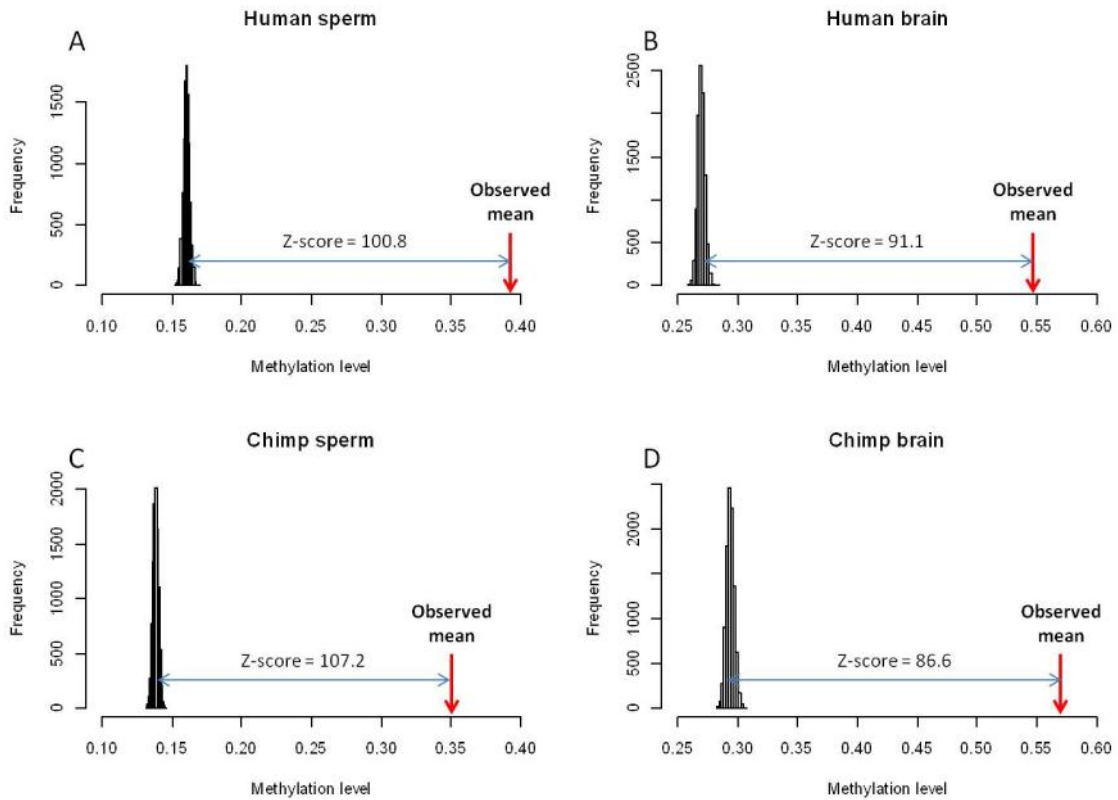 Human sperm
A
Frequency
1500
1000
500
0
Observed
mean
Z-score = 100.8
0.10 0.15 0.20 0.25 0.30 0.35 0.40
Methylation level
Human brain
B
Frequency
2500
1500
500
0
Observed
mean
Z-score = 91.1
0.25 0.30 0.35 0.40 0.45 0.50 0.55 0.60
Methylation level
Chimp sperm
C
Frequency
2000
1500
1000
500
0
Observed
mean
Z-score = 107.2
0.10 0.15 0.20 0.25 0.30 0.35 0.40
Methylation level
Chimp brain
D
Frequency
2000
1000
500
0
Observed
mean
Z-score = 86.6
0.25 0.30 0.35 0.40 0.45 0.50 0.55 0.60
Methylation level